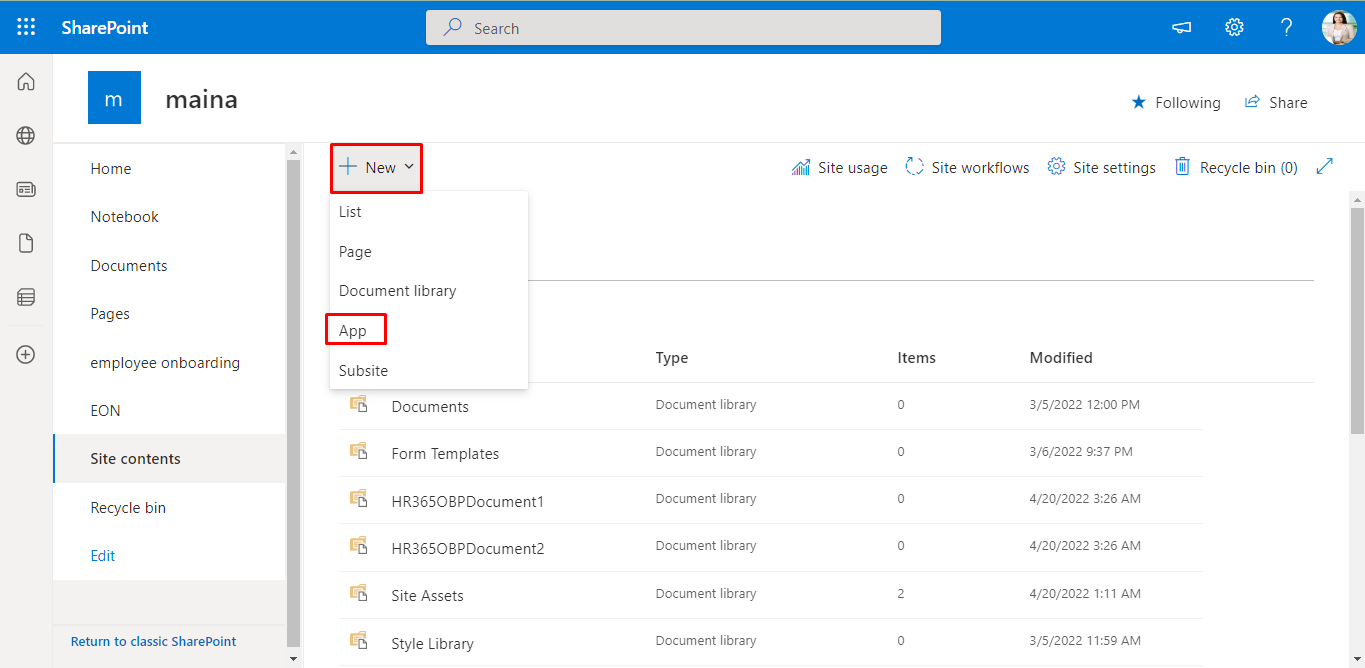 SharePoint
Search
m
maina
Following
Share
Home
Notebook
Documents
Pages
employee onboarding
EON
Site contents
Recycle bin
Edit
Return to classic SharePoint
New
Site usage
Site workflows
Site settings
Recycle bin (0)
List
Page
Document library
App
Subsite
Type Items Modified
Documents Document library 0 3/5/2022 12:00 PM
Form Templates Document library 0 3/6/2022 9:37 PM
HR365OBPDocument1 Document library 0 4/20/2022 3:26 AM
HR365OBPDocument2 Document library 0 4/20/2022 3:26 AM
Site Assets Document library 2 4/20/2022 1:11 AM
Style Library Document library 0 3/5/2022 11:59 AM